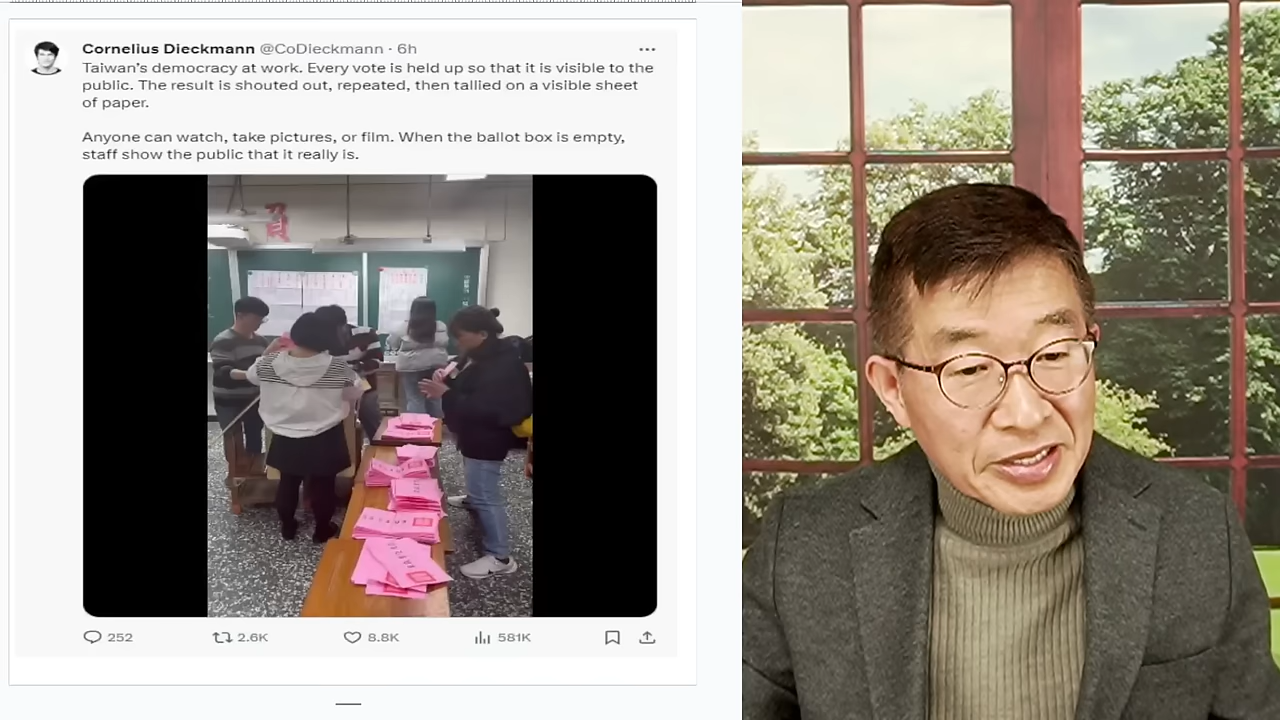 Cornelius Dieckmann @CoDieckmann · 6h
Taiwan's democracy at work. Every vote is held up so that it is visible to the
public. The result is shouted out, repeated, then tallied on a visible sheet
of paper.
Anyone can watch, take pictures, or film. When the ballot box is empty,
staff show the public that it really is.
252 2.6K 8.8K 581K